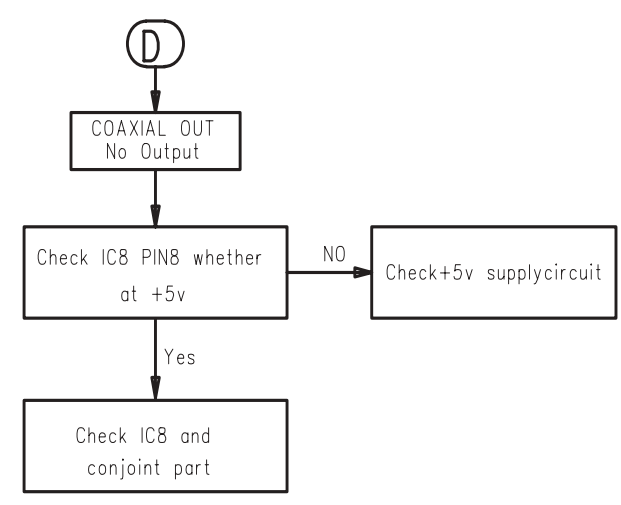 D
COAXIAL OUT
No Output
Check IC8 PIN8 whether
at +5v
NO
Check+5v supplycircuit
Yes
Check IC8 and
conjoint part